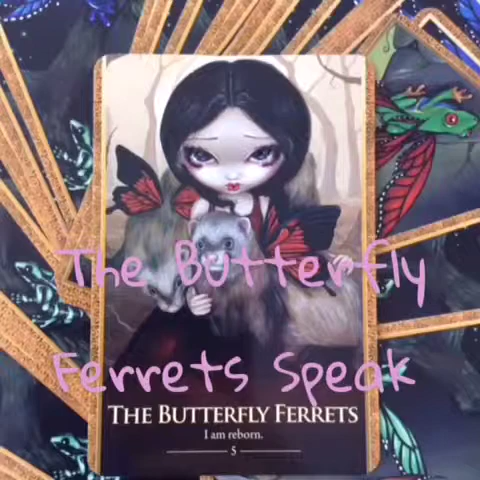 The Butterfly
Ferrets Speak
THE BUTTERFLY FERRETS
I am reborn.
5